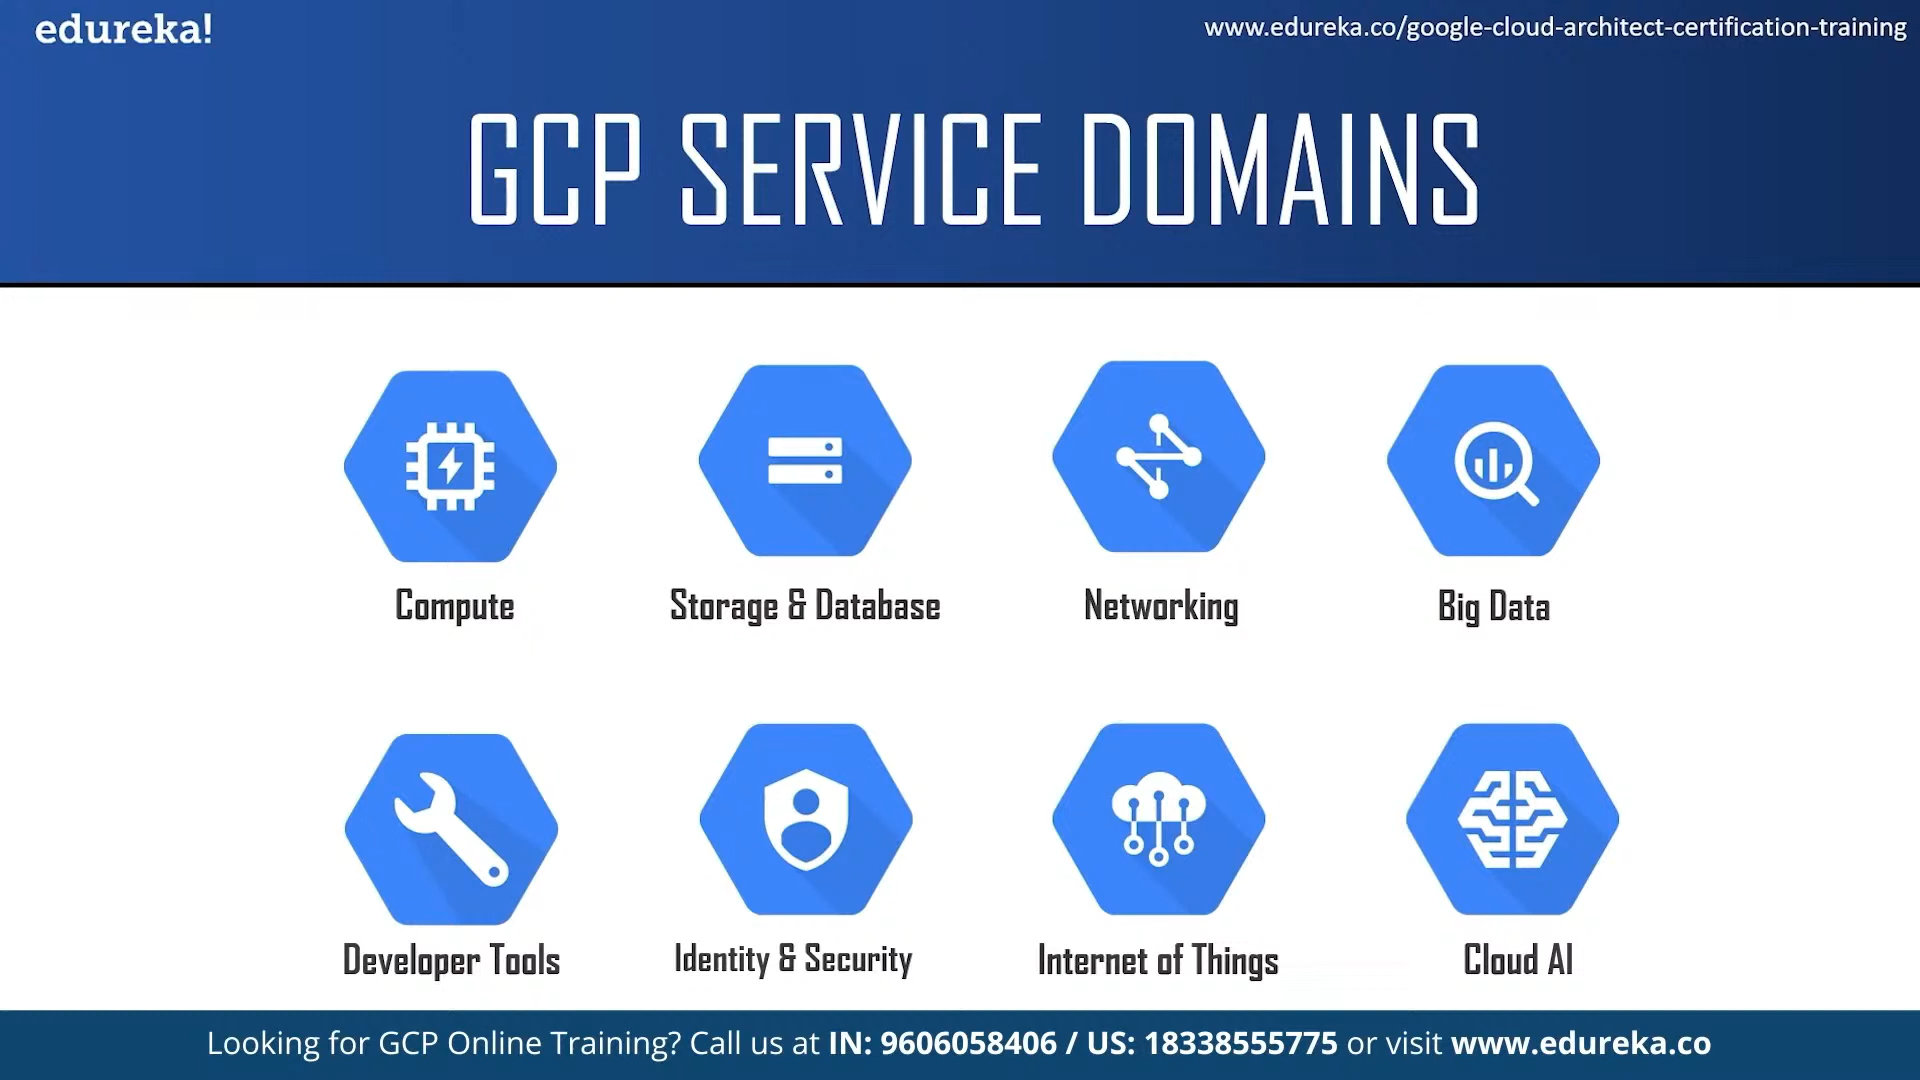 edureka!
www.edureka.co/google-cloud-architect-certification-training
GCP SERVICE DOMAINS
Compute
Storage & Database
Networking
Big Data
Developer Tools
Identity & Security
Internet of Things
Cloud AI
Looking for GCP Online Training? Call us at IN: 9606058406 / US: 18338555775 or visit www.edureka.co